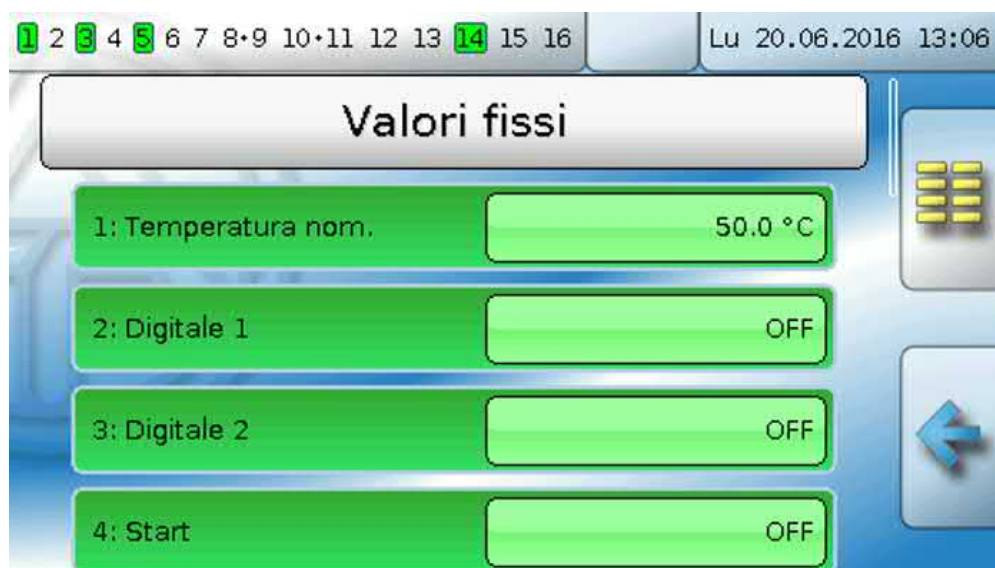 1 2 3 4 5 6 7 8·9 10·11 12 13 14 15 16 Lu 20.06.2016 13:06
Valori fissi
1: Temperatura nom. 50.0 °C
2: Digitale 1 OFF
3: Digitale 2 OFF
4: Start OFF